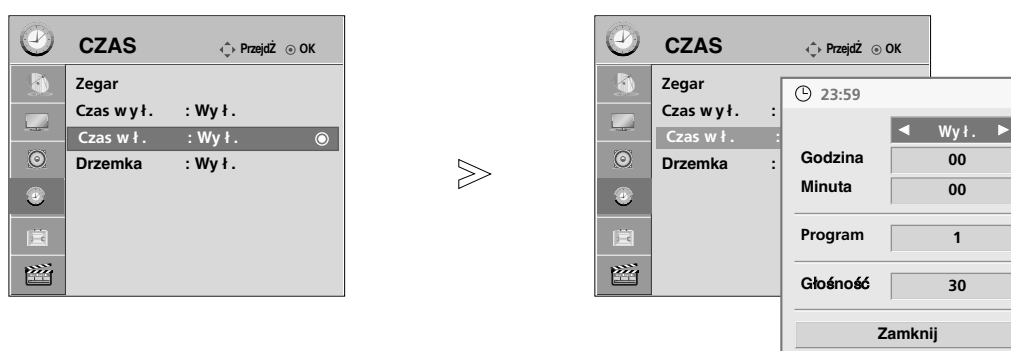 CZAS PrzejdŹ OK
Zegar
Czas wył. : Wył.
Czas wł. : Wył.
Drzemka : Wył.
CZAS PrzejdŹ OK
Zegar
Czas wył. :
Czas wł. :
Drzemka :
23:59
Wył.
Godzina 00
Minuta 00
Program 1
Głośność 30
Zamknij